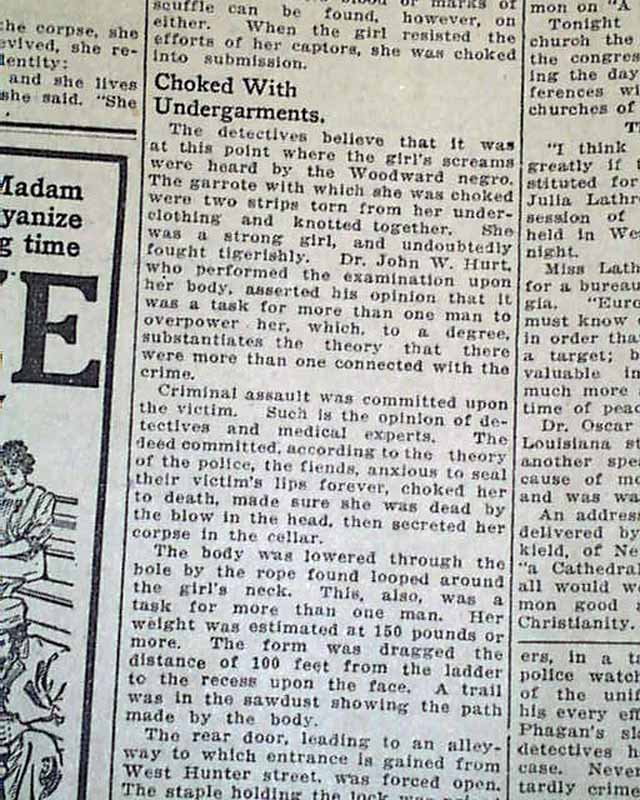 the corpse, she
evived, she re-
dentity:
and she lives
she said. "She
Madam
yanize
g time
E
scuffle can be found, however, on
either. When the girl resisted the
efforts of her captors, she was choked
into submission.
Choked With
Undergarments.
The detectives believe that it was
at this point where the girl's screams
were heard by the Woodward negro.
The garrote with which she was choked
were two strips torn from her under-
clothing and knotted together. She
was a strong girl, and undoubtedly
fought tigerishly. Dr. John W. Hurt,
who performed the examination upon
her body, asserted his opinion that it
was a task for more than one man to
overpower her, which, to a degree,
substantiates the theory that there
were more than one connected with the
crime.
Criminal assault was committed upon
the victim. Such is the opinion of de-
tectives and medical experts. The
deed committed, according to the theory
of the police, the fiends, anxious to seal
their victim's lips forever, choked her
to death, made sure she was dead by
the blow in the head, then secreted her
corpse in the cellar.
The body was lowered through the
hole by the rope found looped around
the girl's neck. This, also, was a
task for more than one man. Her
weight was estimated at 150 pounds or
more. The form was dragged the
distance of 100 feet from the ladder
to the recess upon the face. A trail
was in the sawdust showing the path
made by the body.
The rear door, leading to an alley-
way to which entrance is gained from
West Hunter street, was forced open.
The staple holding the lock was
mon on "A
Tonight
church the
the congres
ing the day
ferences wi
churches of
T
"I think
greatly if
stituted for
Julia Lathr
session of
held in Wes
night.
Miss Lath
for a bureau
gia. "Euro
must know
in order tha
a target; b
valuable in
much more
time of peac
Dr. Oscar
Louisiana st
another spe
cause of mo
and was wa
An address
delivered by
kield, of Ne
"a Cathedral
all would w
mon good
Christianity.
ers, in a ta
police watch
of the unif
his every eff
Phagan's sl
detectives h
case. Neve
tardly crime